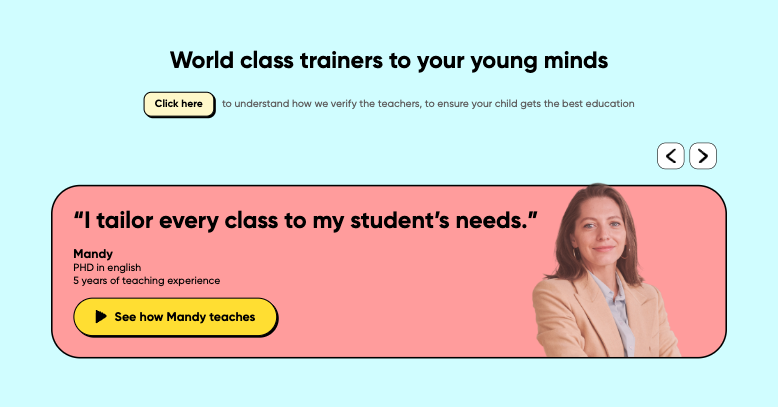 World class trainers to your young minds
Click here to understand how we verify the teachers, to ensure your child gets the best education
“I tailor every class to my student’s needs.”
Mandy
PHD in english
5 years of teaching experience
See how Mandy teaches